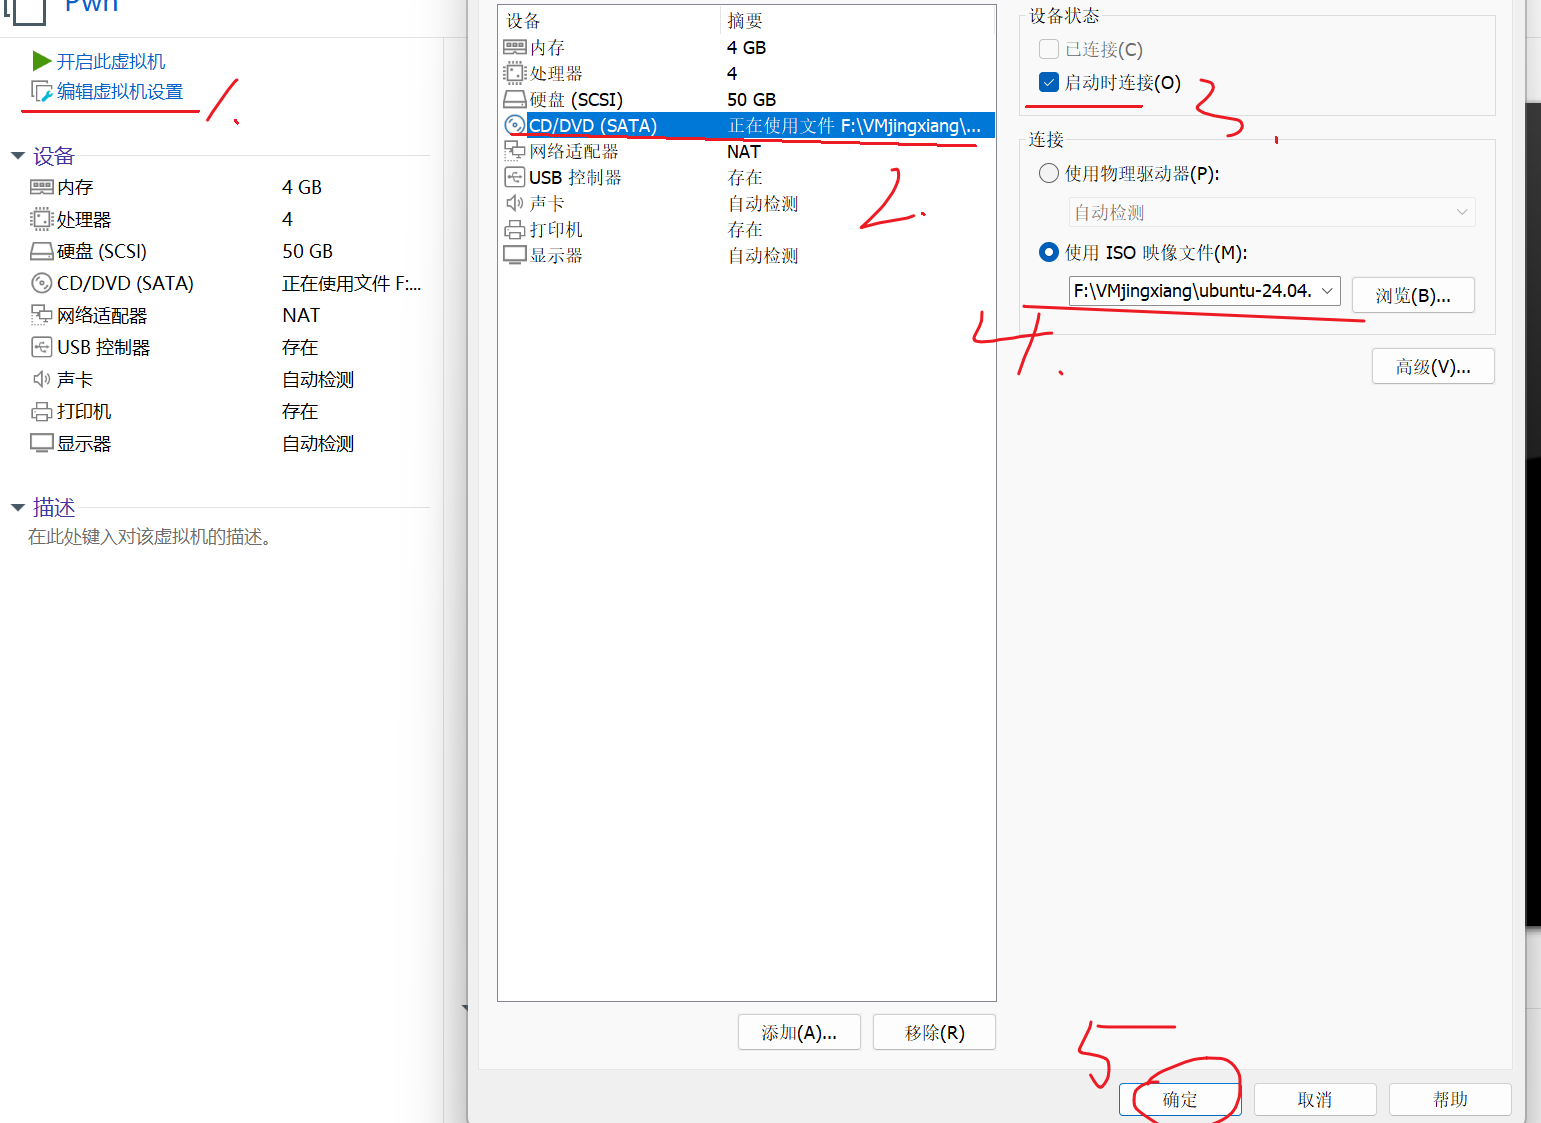 Pwn
开启此虚拟机
编辑虚拟机设置
1.
设备
内存 4 GB
处理器 4
硬盘 (SCSI) 50 GB
CD/DVD (SATA) 正在使用文件 F:...
网络适配器 NAT
USB 控制器 存在
声卡 自动检测
打印机 存在
显示器 自动检测
描述
在此处键入对该虚拟机的描述。
设备 摘要
内存 4 GB
处理器 4
硬盘 (SCSI) 50 GB
CD/DVD (SATA) 正在使用文件 F:\VMjingxiang\...
网络适配器 NAT
USB 控制器 存在
声卡 自动检测
打印机 存在
显示器 自动检测
2.
添加(A)... 移除(R)
设备状态
已连接(C)
启动时连接(O)
3.
连接
使用物理驱动器(P):
自动检测
使用 ISO 映像文件(M):
F:\VMjingxiang\ubuntu-24.04. 浏览(B)...
4.
高级(V)...
5
确定 取消 帮助